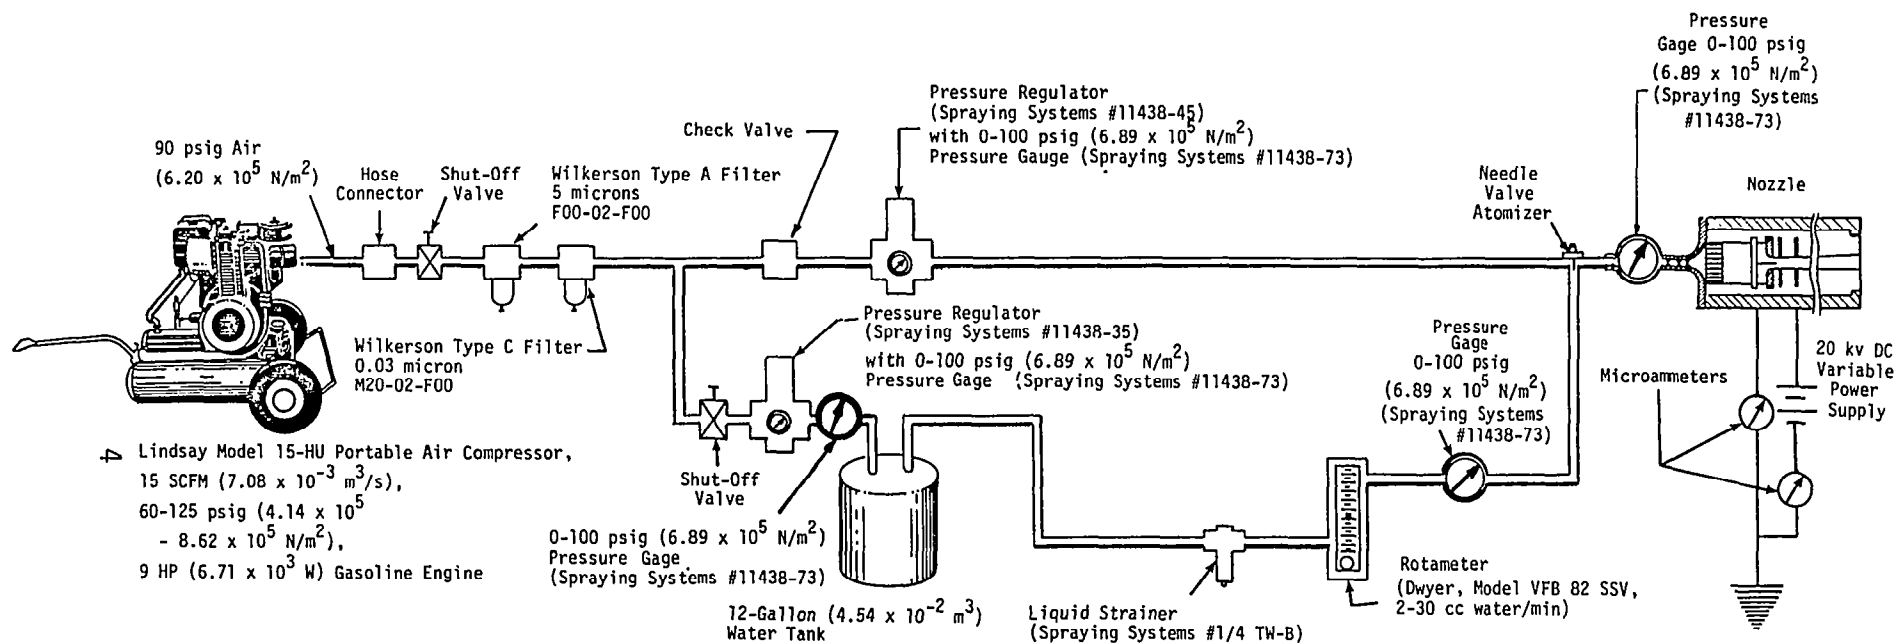 Pressure
Gage 0-100 psig
(6.89 x 10^5 N/m^2)
(Spraying Systems
#11438-73)
Pressure Regulator
(Spraying Systems #11438-45)
with 0-100 psig (6.89 x 10^5 N/m^2)
Pressure Gauge (Spraying Systems #11438-73)
Check Valve
90 psig Air
(6.20 x 10^5 N/m^2)
Hose
Connector
Shut-Off
Valve
Wilkerson Type A Filter
5 microns
F00-02-F00
Needle
Valve
Atomizer
Nozzle
Wilkerson Type C Filter
0.03 micron
M20-02-F00
Pressure Regulator
(Spraying Systems #11438-35)
with 0-100 psig (6.89 x 10^5 N/m^2)
Pressure Gage (Spraying Systems #11438-73)
Pressure
Gage
0-100 psig
(6.89 x 10^5 N/m^2)
(Spraying Systems
#11438-73)
Microammeters
20 kv DC
Variable
Power
Supply
4
Lindsay Model 15-HU Portable Air Compressor,
15 SCFM (7.08 x 10^-3 m^3/s),
60-125 psig (4.14 x 10^5
- 8.62 x 10^5 N/m^2),
9 HP (6.71 x 10^3 W) Gasoline Engine
Shut-Off
Valve
0-100 psig (6.89 x 10^5 N/m^2)
Pressure Gage
(Spraying Systems #11438-73)
12-Gallon (4.54 x 10^-2 m^3)
Water Tank
Liquid Strainer
(Spraying Systems #1/4 TW-B)
Rotameter
(Dwyer, Model VFB 82 SSV,
2-30 cc water/min)